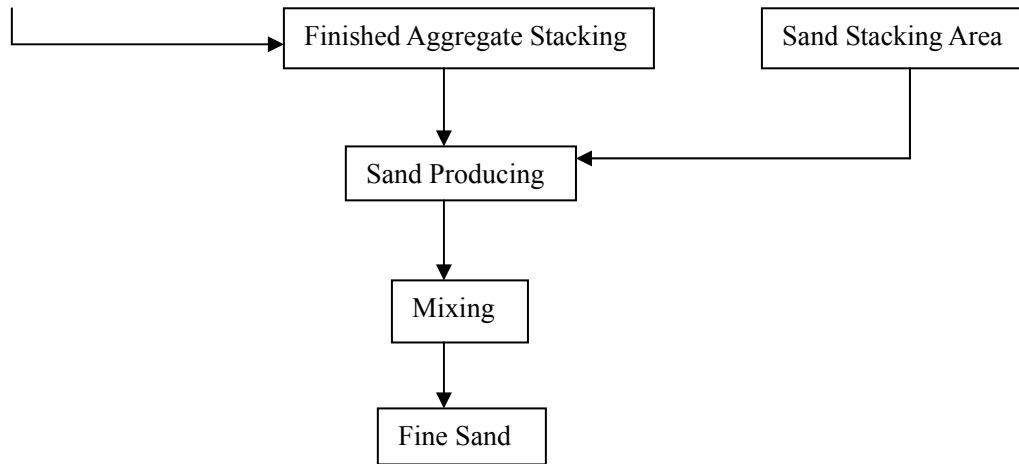 Finished Aggregate Stacking
Sand Stacking Area
Sand Producing
Mixing
Fine Sand